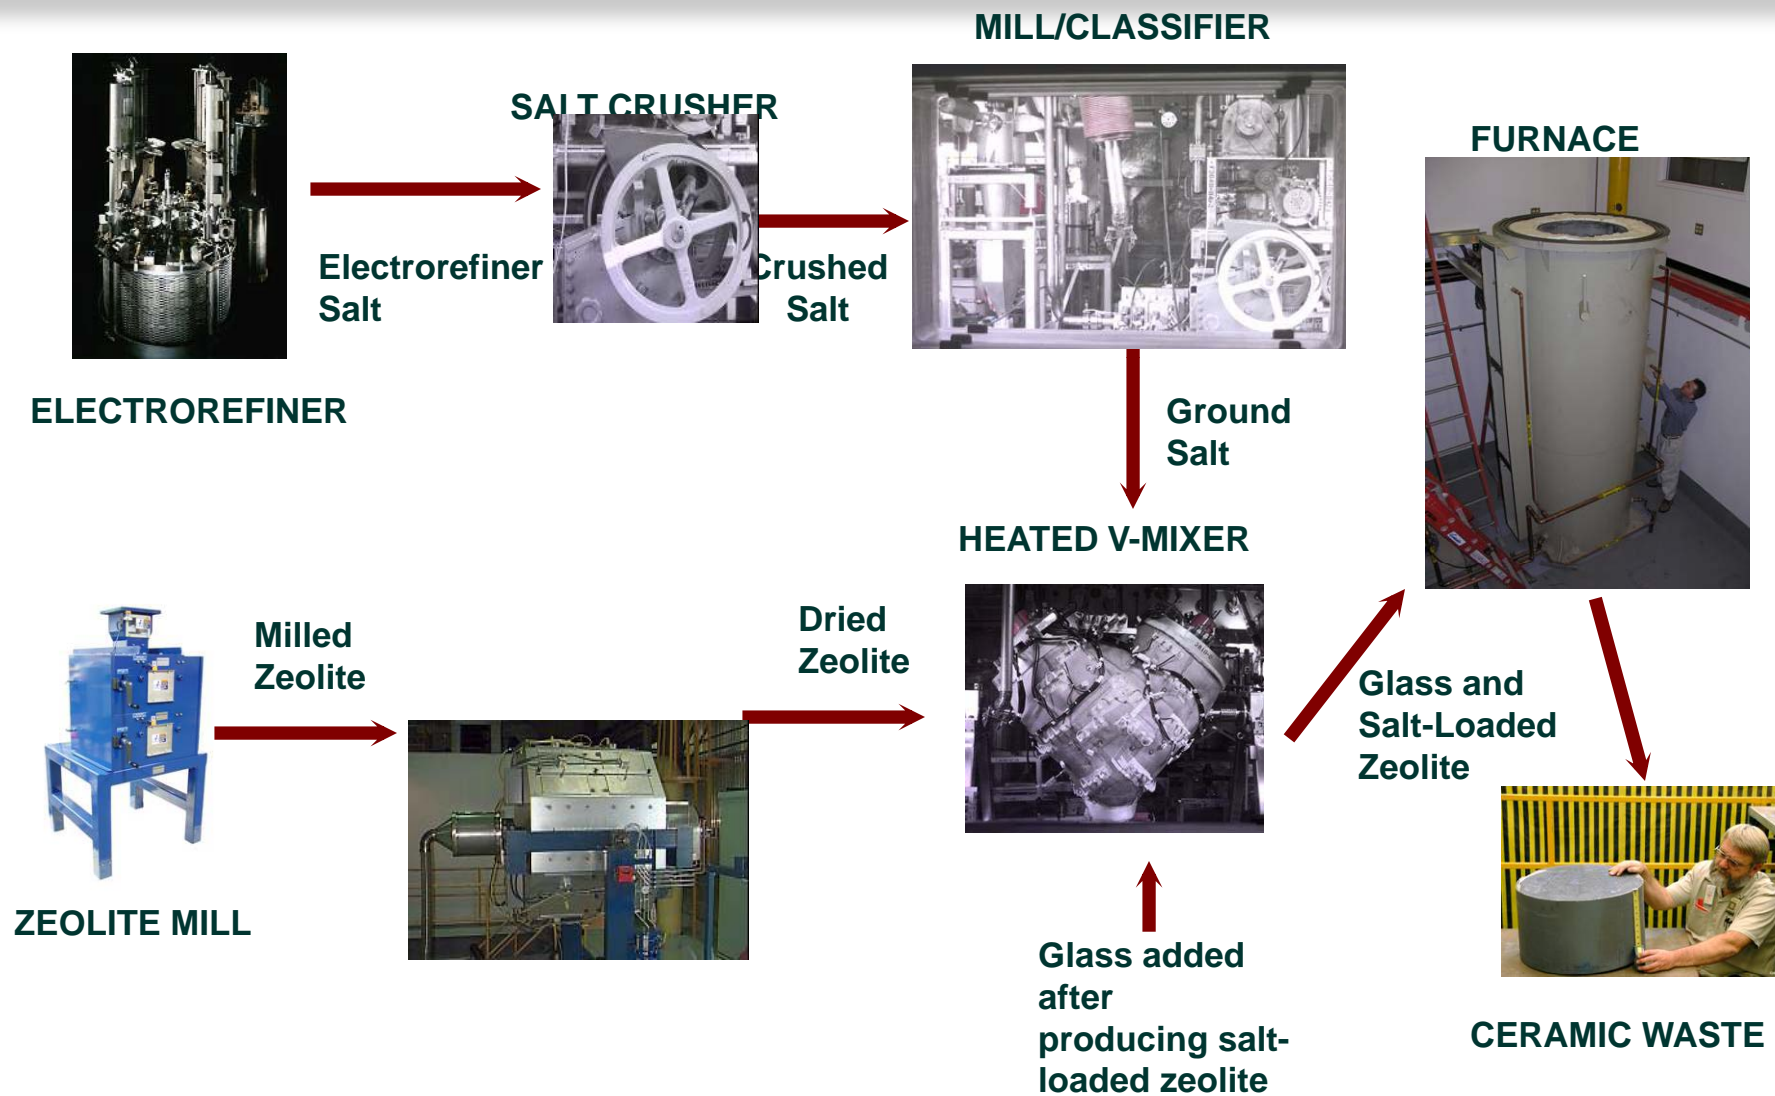 MILL/CLASSIFIER
SALT CRUSHER
FURNACE
Electrorefiner
Salt
Crushed
Salt
ELECTROREFINER
Ground
Salt
HEATED V-MIXER
Milled
Zeolite
Dried
Zeolite
Glass and
Salt-Loaded
Zeolite
ZEOLITE MILL
Glass added
after
producing salt-
loaded zeolite
CERAMIC WASTE